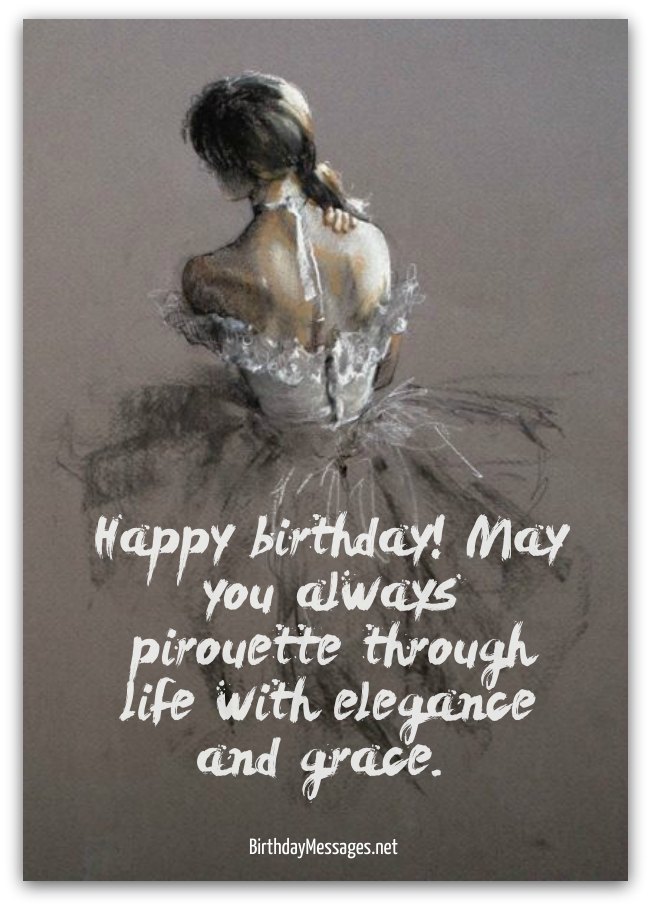 Happy birthday! May
you always
pirouette through
life with elegance
and grace.
BirthdayMessages.net